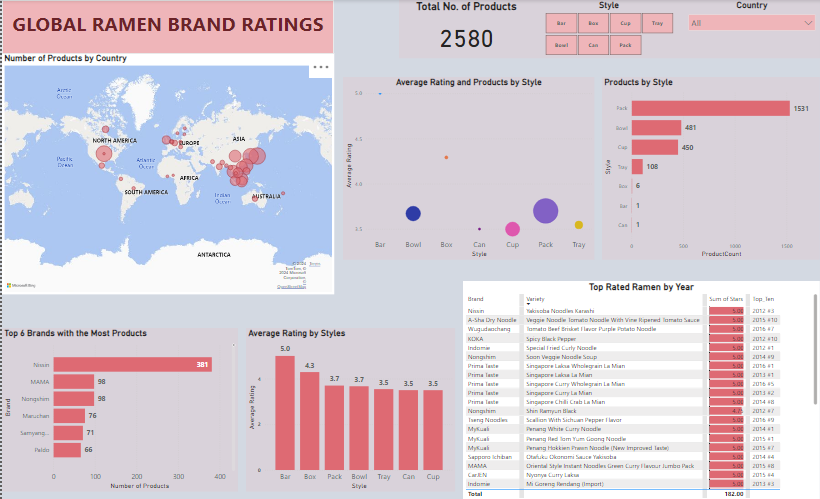 GLOBAL RAMEN BRAND RATINGS
Total No. of Products
2580
Style
Bar
Box
Cup
Tray
Bowl
Can
Pack
Country
All
Number of Products by Country
Arctic Ocean
Arctic Ocean
NORTH AMERICA
EUROPE
ASIA
Pacific Ocean
Atlantic Ocean
AFRICA
SOUTH AMERICA
Indian Ocean
AUSTRALIA
ANTARCTICA
Microsoft Bing
Average Rating and Products by Style
Average Rating
5.0
4.5
4.0
3.5
Bar
Bowl
Box
Can
Cup
Pack
Tray
Style
Products by Style
Style
Pack 1531
Bowl 481
Cup 450
Tray 108
Box 6
Bar 1
Can 1
0 500 1000 1500
ProductCount
Top 6 Brands with the Most Products
Brand
Nissin 381
MAMA 98
Nongshim 98
Maruchan 76
Samyang... 71
Paldo 66
0 100 200 300 400
Number of Products
Average Rating by Styles
Average Rating
4
2
0
5.0 4.3 3.7 3.7 3.5 3.5 3.5
Bar Box Pack Bowl Tray Can Cup
Style
Top Rated Ramen by Year
Brand Variety Sum of Stars Top_Ten
Nissin Yakisoba Noodles Karashi 5.00 2012 #3
A-Sha Dry Noodle Veggie Noodle Tomato Noodle With Vine Ripened Tomato Sauce 5.00 2015 #10
Wugudaochang Tomato Beef Brisket Flavor Purple Potato Noodle 5.00 2016 #7
KOKA Spicy Black Pepper 5.00 2012 #10
Indomie Special Fried Curly Noodle 5.00 2012 #1
Nongshim Soon Veggie Noodle Soup 5.00 2014 #9
Prima Taste Singapore Laksa Wholegrain La Mian 5.00 2016 #1
Prima Taste Singapore Laksa La Mian 5.00 2013 #1
Prima Taste Singapore Curry Wholegrain La Mian 5.00 2016 #5
Prima Taste Singapore Curry La Mian 5.00 2013 #2
Prima Taste Singapore Chilli Crab La Mian 5.00 2014 #8
Nongshim Shin Ramyun Black 4.75 2012 #7
Tseng Noodles Scallion With Sichuan Pepper Flavor 5.00 2016 #9
MyKuali Penang White Curry Noodle 5.00 2014 #1
MyKuali Penang Red Tom Yum Goong Noodle 5.00 2015 #1
MyKuali Penang Hokkien Prawn Noodle (New Improved Taste) 5.00 2015 #7
Sapporo Ichiban Otafuku Okonomi Sauce Yakisoba 5.00 2014 #4
MAMA Oriental Style Instant Noodles Green Curry Flavour Jumbo Pack 5.00 2015 #8
CarJEN Nyonya Curry Laksa 5.00 2015 #4
Indomie Mi Goreng Rendang (Import) 5.00 2013 #3
Total 182.00